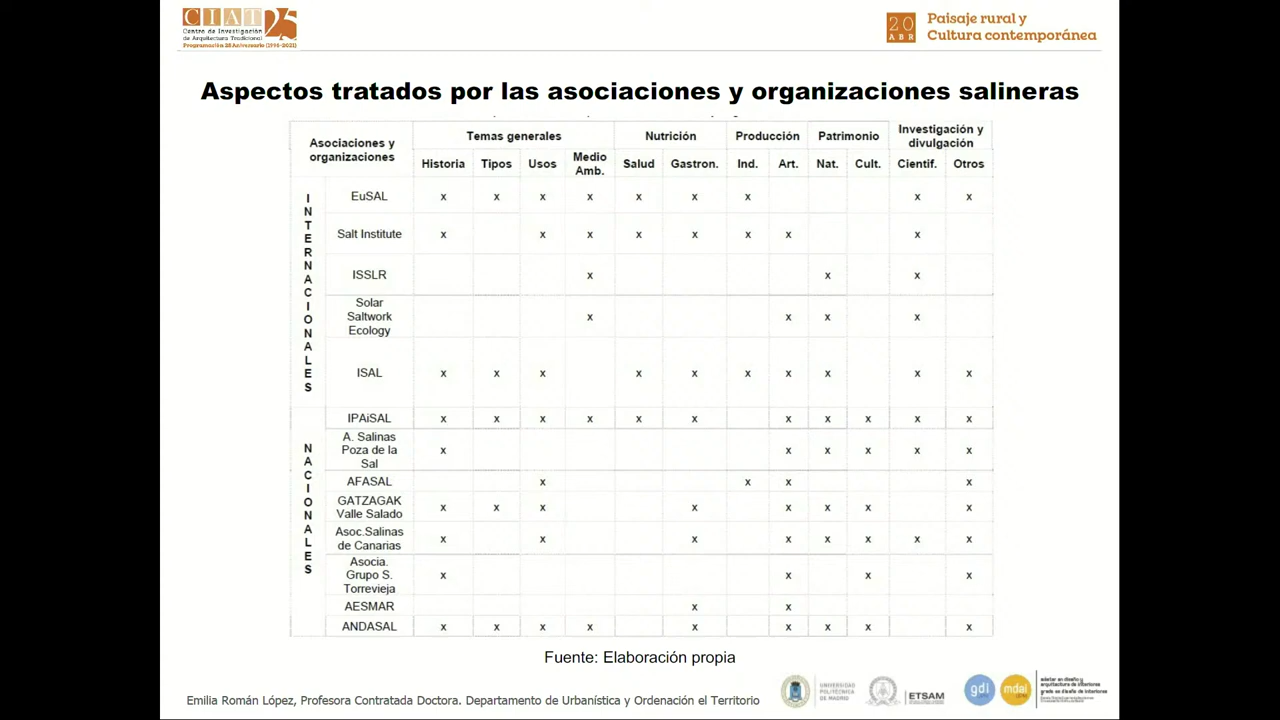 CIAT 25
Centro de Investigación
de Arquitectura Tradicional
Programación 25 Aniversario (1996-2021)
20
ABR
Paisaje rural y
Cultura contemporánea
Aspectos tratados por las asociaciones y organizaciones salineras
Asociaciones y organizaciones Temas generales Nutrición Producción Patrimonio Investigación y divulgación
Historia Tipos Usos Medio Amb. Salud Gastron. Ind. Art. Nat. Cult. Cientif. Otros
INTERNACIONALES
EuSAL x x x x x x x x x
Salt Institute x x x x x x x x
ISSLR x x x
Solar Saltwork Ecology x x x x
ISAL x x x x x x x x x x
NACIONALES
IPAiSAL x x x x x x x x x x x
A. Salinas Poza de la Sal x x x x x x
AFASAL x x x x
GATZAGAK Valle Salado x x x x x x x x
Asoc.Salinas de Canarias x x x x x x x x
Asocia. Grupo S. Torrevieja x x x x
AESMAR x x
ANDASAL x x x x x x x x x
Fuente: Elaboración propia
Emilia Román López, Profesora Contratada Doctora. Departamento de Urbanística y Ordenación el Territorio
UNIVERSIDAD
POLITÉCNICA
DE MADRID
ETSAM
gdi
mdai
máster en diseño y
arquitectura de interiores
grado en diseño de interiores